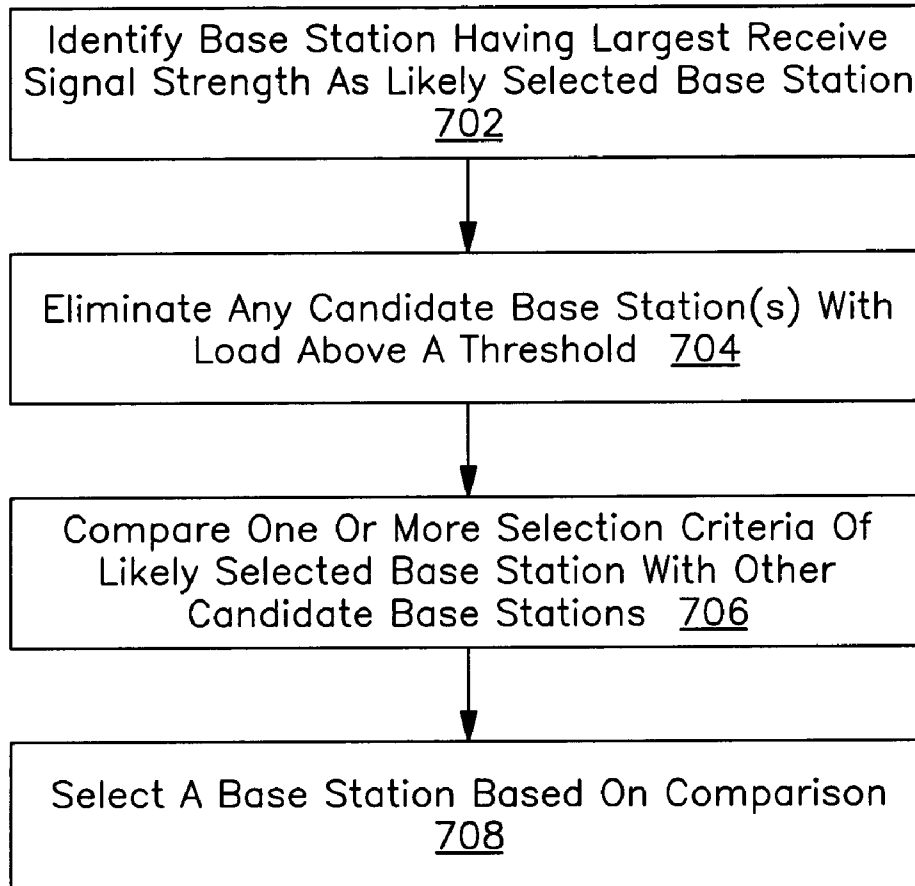 Identify Base Station Having Largest Receive
Signal Strength As Likely Selected Base Station
702
Eliminate Any Candidate Base Station(s) With
Load Above A Threshold 704
Compare One Or More Selection Criteria Of
Likely Selected Base Station With Other
Candidate Base Stations 706
Select A Base Station Based On Comparison
708